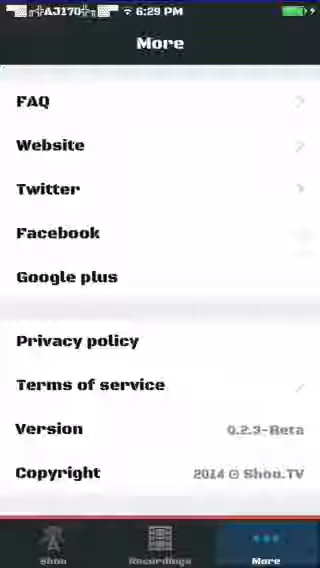 ╔╬AJ170╬╗ 6:29 PM
More
FAQ
Website
Twitter
Facebook
Google plus
Privacy policy
Terms of service
Version 0.2.3-Beta
Copyright 2014 © Shou.TV
Shou Recordings More